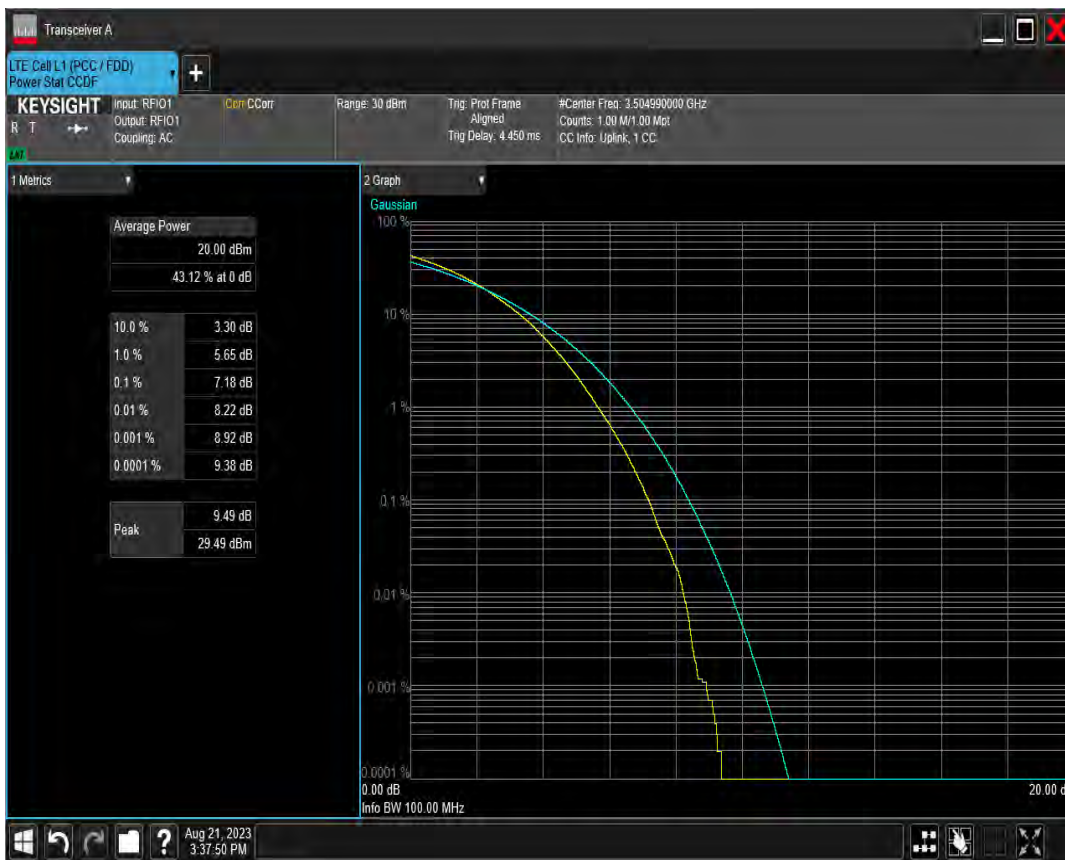 Transceiver A
LTE Cell L1 (PCC / FDD)
Power Stat CCDF
+
KEYSIGHT
R T
LNI
Input: RFIO1
Output: RFIO1
Coupling: AC
Corr CCorr
Range: 30 dBm
Trig: Prot Frame
Aligned
Trig Delay: 4.450 ms
#Center Freq: 3.504990000 GHz
Counts: 1.00 M/1.00 Mpt
CC Info: Uplink, 1 CC
1 Metrics
Average Power
20.00 dBm
43.12 % at 0 dB
10.0 % 3.30 dB
1.0 % 5.65 dB
0.1 % 7.18 dB
0.01 % 8.22 dB
0.001 % 8.92 dB
0.0001 % 9.38 dB
Peak
9.49 dB
29.49 dBm
2 Graph
Gaussian
100 %
10 %
1 %
0.1 %
0.01 %
0.001 %
0.0001 %
0.00 dB
20.00 d
Info BW 100.00 MHz
?
Aug 21, 2023
3:37:50 PM